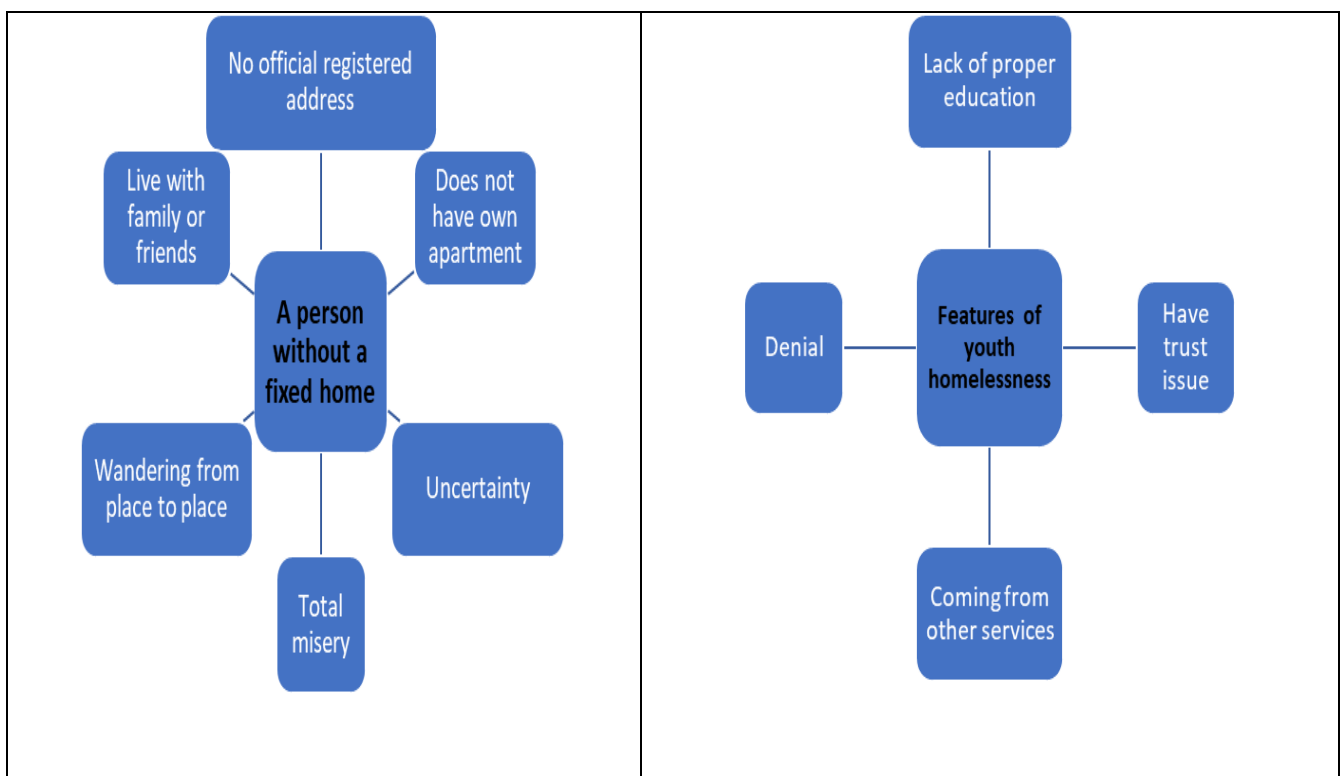 No official registered
address
Live with
family or
friends
Does not
have own
apartment
A person
without a
fixed home
Wandering from
place to place
Uncertainty
Total
misery
Lack of proper
education
Denial
Features of
youth
homelessness
Have
trust
issue
Coming from
other services